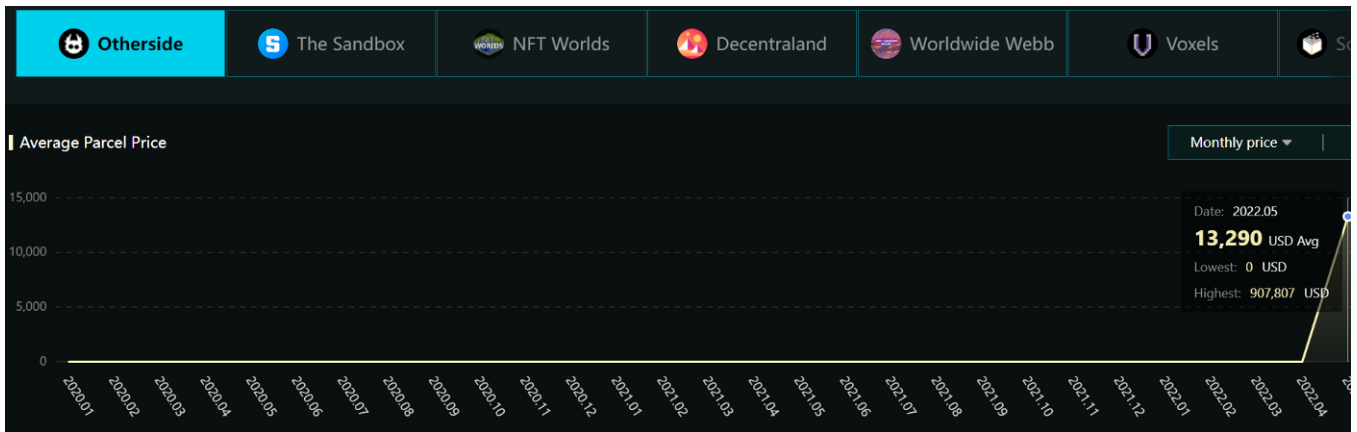 Otherside
The Sandbox
NFT Worlds
Decentraland
Worldwide Webb
Voxels
Average Parcel Price
Monthly price
15,000
10,000
5,000
0
Date: 2022.05
13,290 USD Avg
Lowest: 0 USD
Highest: 907,807 USD
2020.01
2020.02
2020.03
2020.04
2020.05
2020.06
2020.07
2020.08
2020.09
2020.10
2020.11
2020.12
2021.01
2021.02
2021.03
2021.04
2021.05
2021.06
2021.07
2021.08
2021.09
2021.10
2021.11
2021.12
2022.01
2022.02
2022.03
2022.04